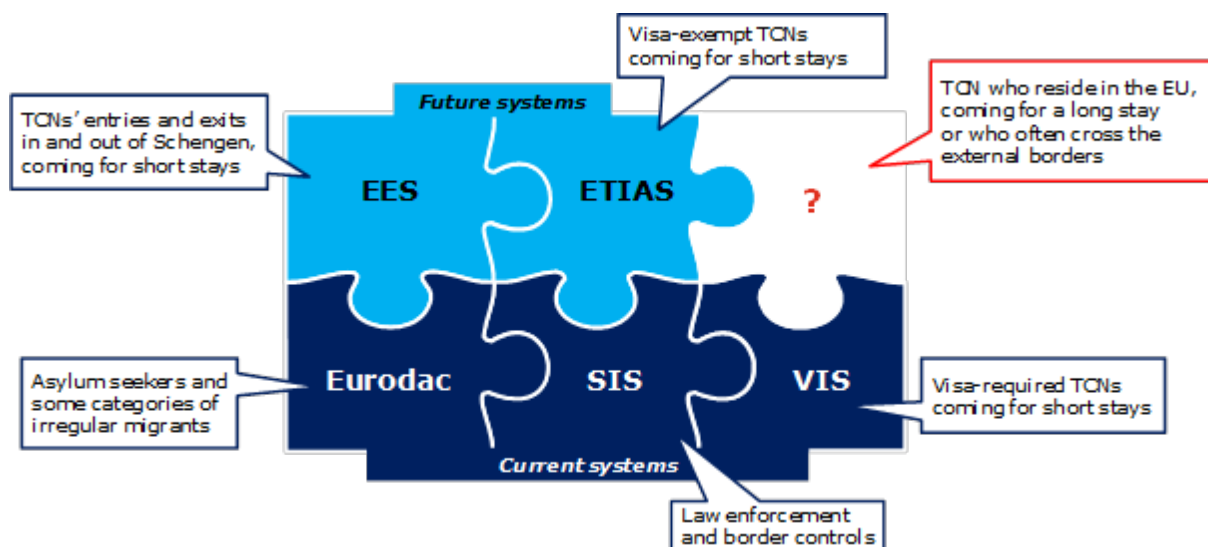 Visa-exempt TCNs
coming for short stays
TCN who reside in the EU,
coming for a long stay
or who often cross the
external borders
Future systems
TCNs' entries and exits
in and out of Schengen,
coming for short stays
EES
ETIAS
?
Eurodac
SIS
VIS
Asylum seekers and
some categories of
irregular migrants
Visa-required TCNs
coming for short stays
Current systems
Law enforcement
and border controls